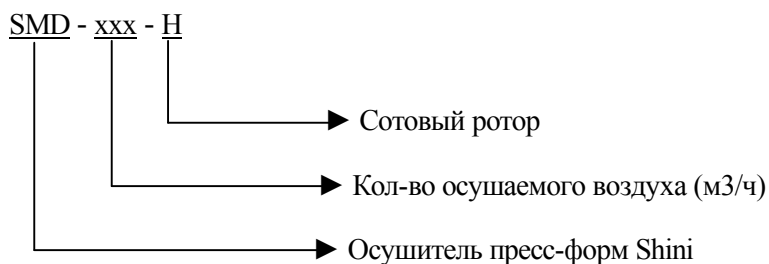 SMD - xxx - H
Сотовый ротор
Кол-во осушаемого воздуха (м3/ч)
Осушитель пресс-форм Shini